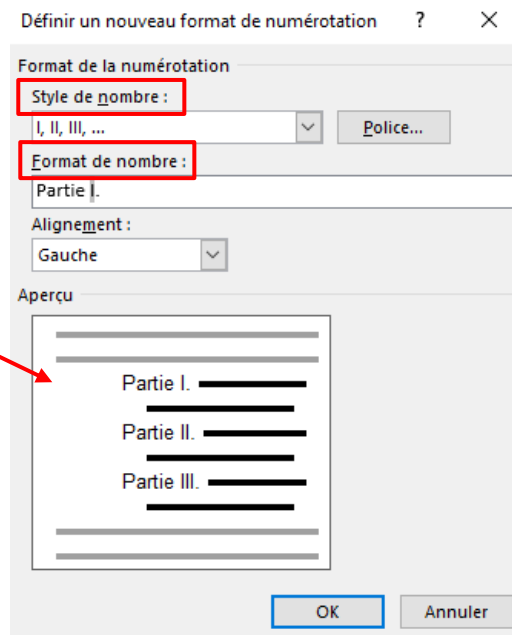 Définir un nouveau format de numérotation ? ×
Format de la numérotation
Style de nombre :
I, II, III, ... Police...
Format de nombre :
Partie I.
Alignement :
Gauche
Aperçu
Partie I.
Partie II.
Partie III.
OK Annuler